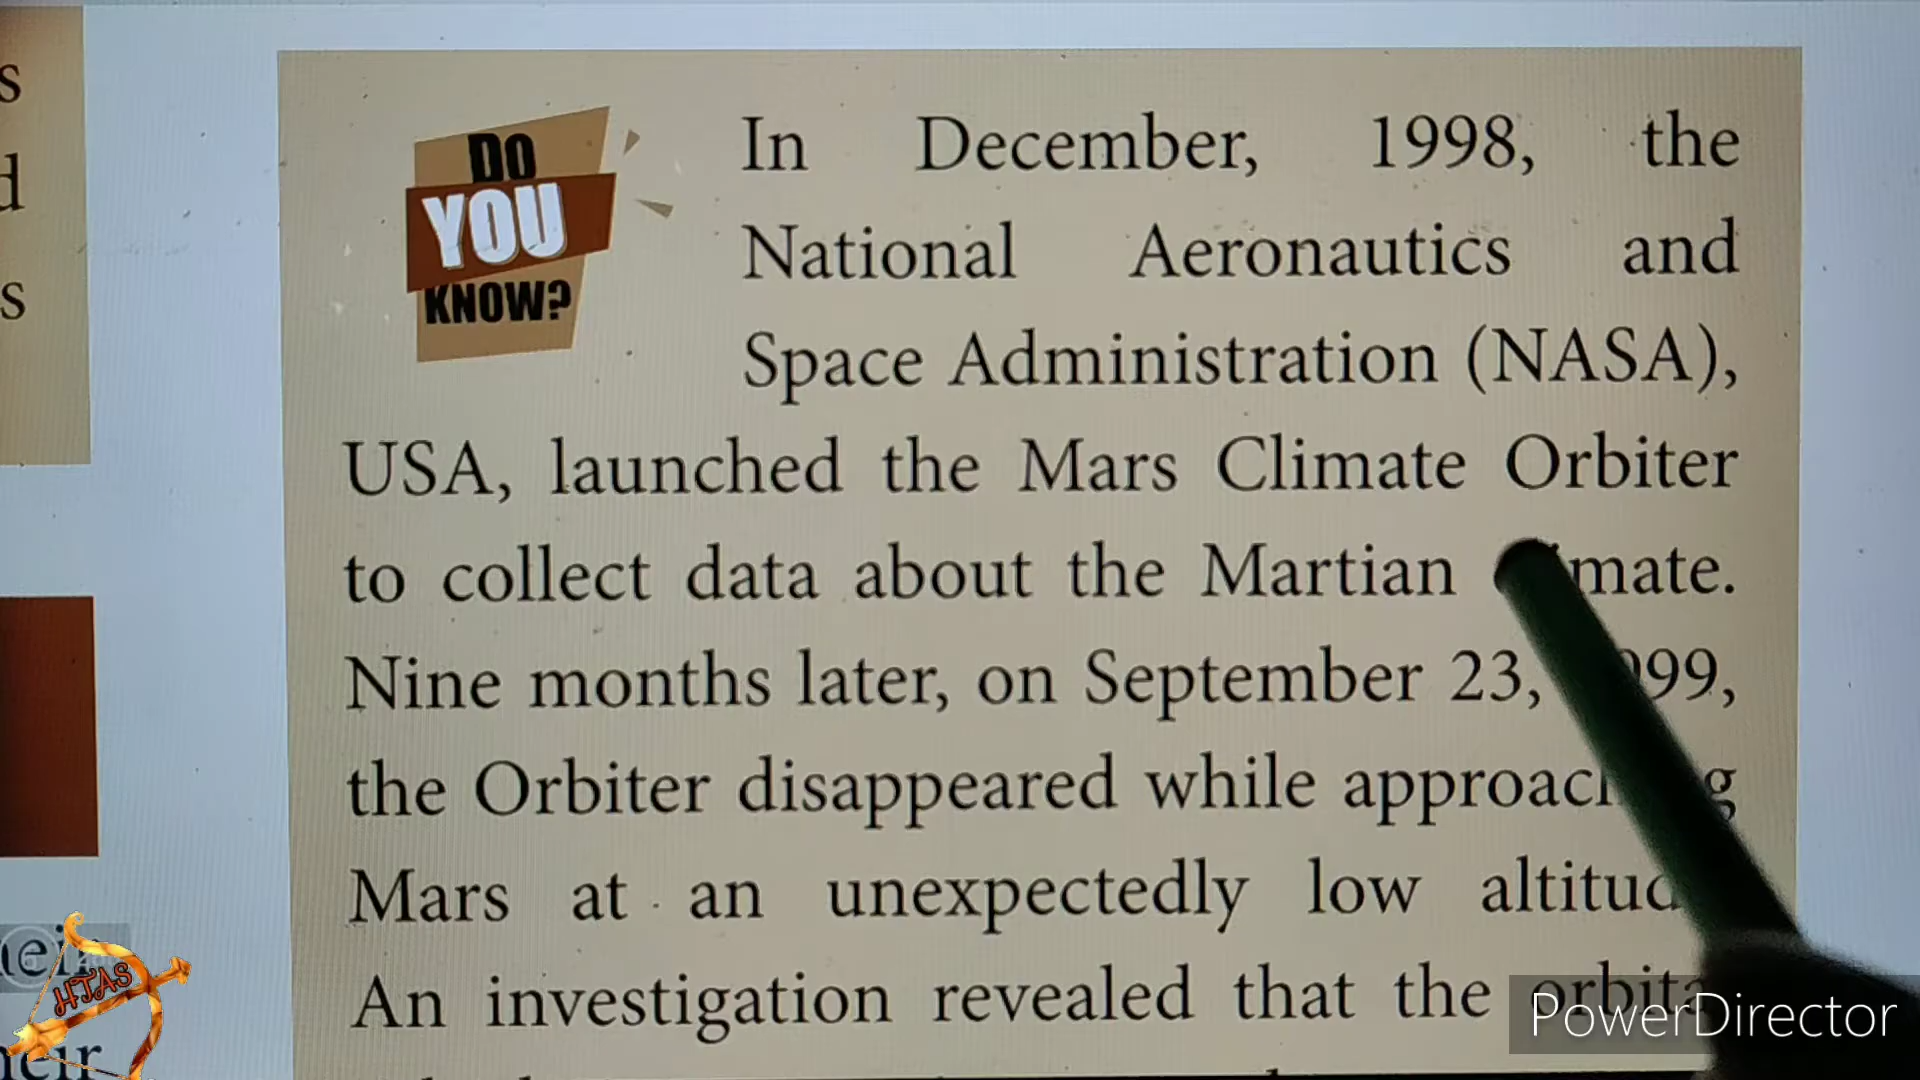 s
d
s
DO
YOU
KNOW?
In December, 1998, the
National Aeronautics and
Space Administration (NASA),
USA, launched the Mars Climate Orbiter
to collect data about the Martian
Nine months later, on September 23,
the Orbiter disappeared while
Mars at an unexpectedly low
An investigation revealed that the
HTAS
PowerDirector